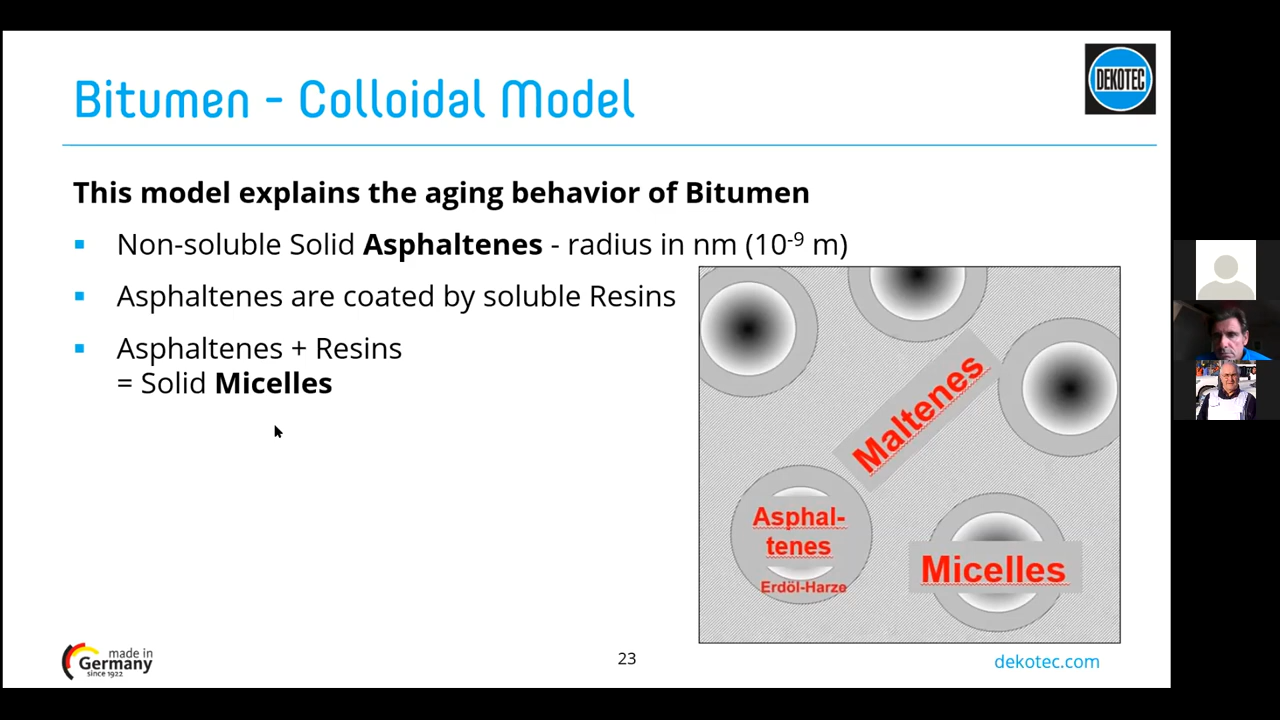 Bitumen - Colloidal Model
DEKOTEC
This model explains the aging behavior of Bitumen
Non-soluble Solid Asphaltenes - radius in nm (10⁻⁹ m)
Asphaltenes are coated by soluble Resins
Asphaltenes + Resins
= Solid Micelles
Maltenes
Asphal-
tenes
Erdöl-Harze
Micelles
made in
Germany
since 1922
23
dekotec.com